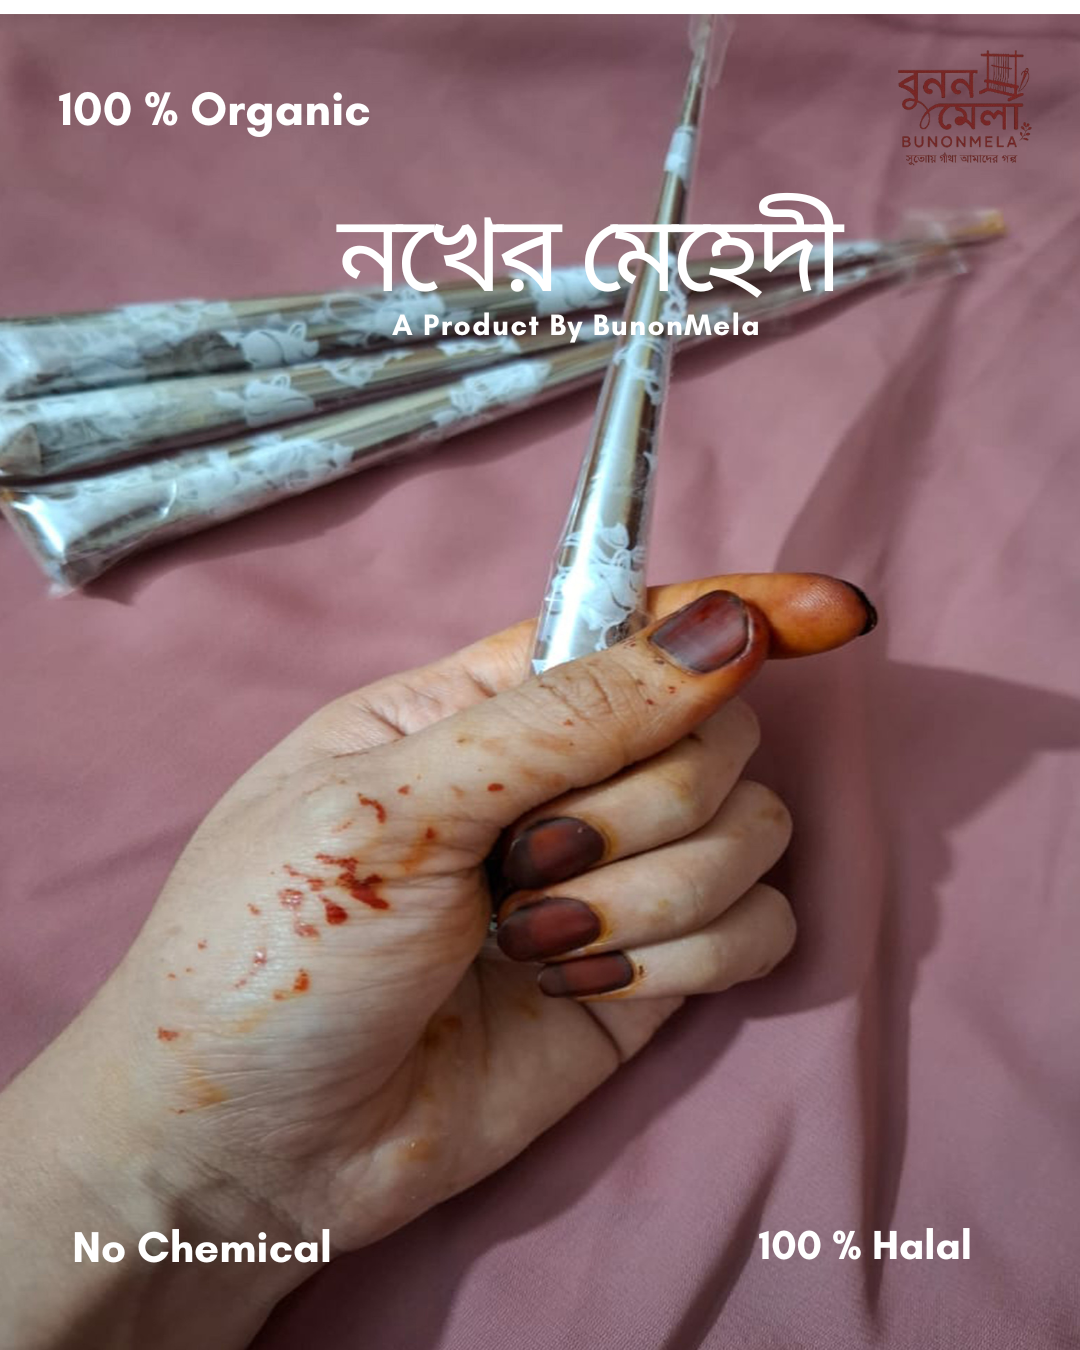 100 % Organic
বুনন
মেলা
BUNONMELA
সুতোয় গাঁথা আমাদের গল্প
নখের মেহেদী
A Product By BunonMela
No Chemical
100 % Halal